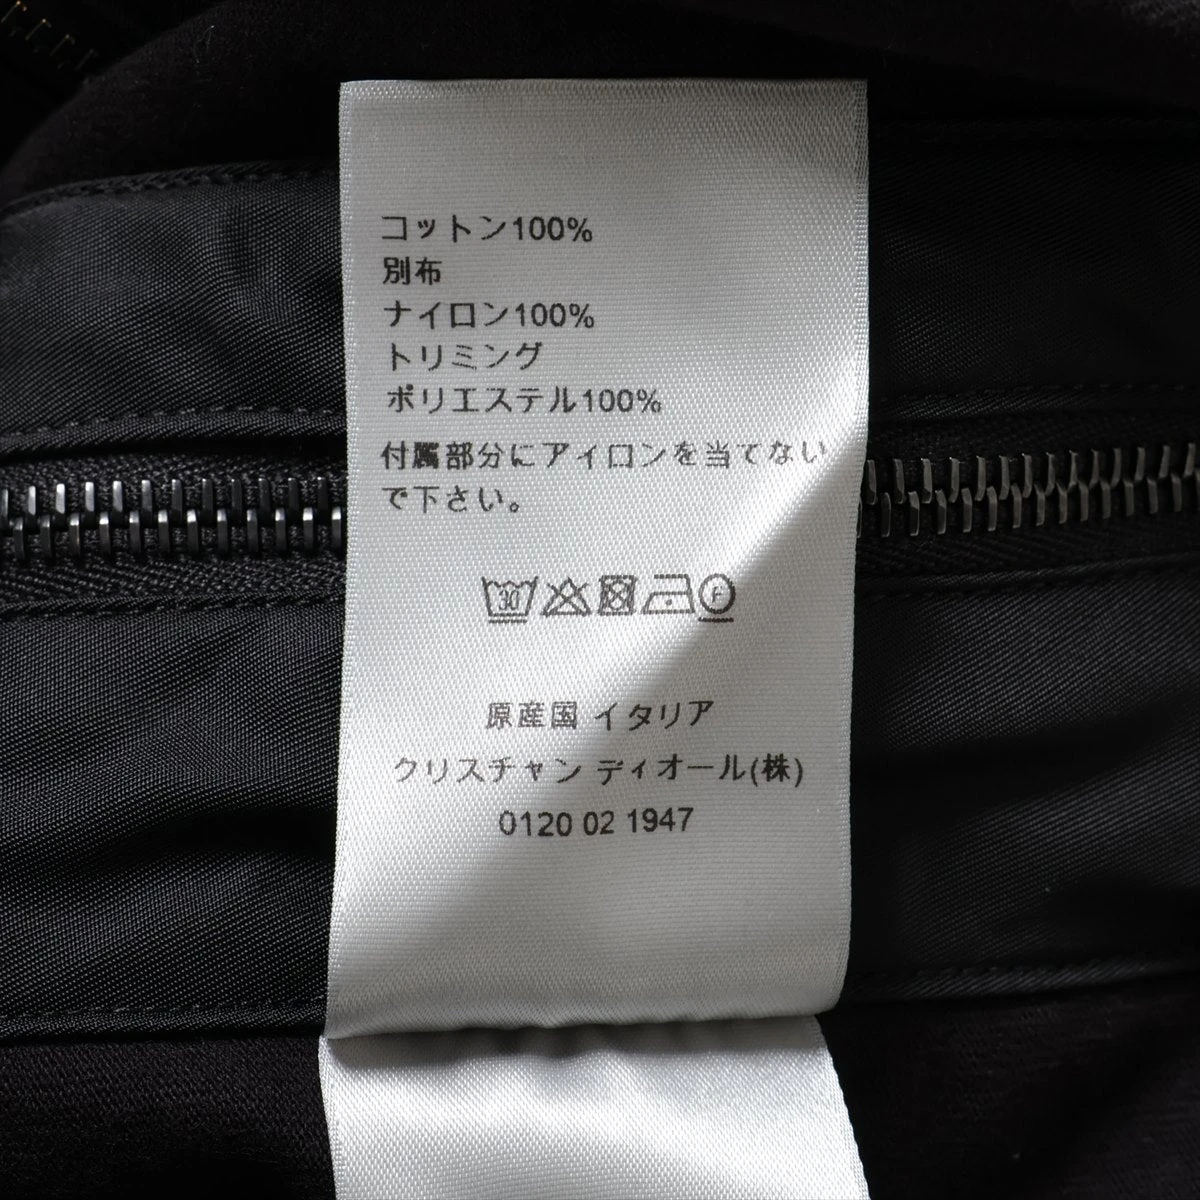 コットン100%
別布
ナイロン100%
トリミング
ポリエステル100%
付属部分にアイロンを当てない
で下さい。
30 F
原産国 イタリア
クリスチャン ディオール(株)
0120 02 1947